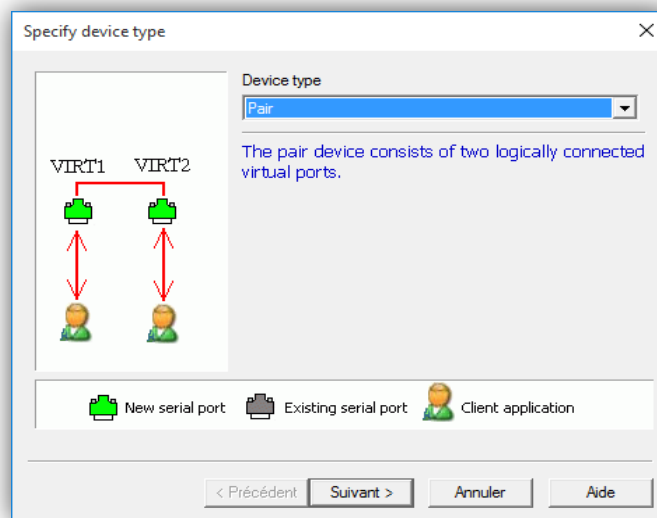 Specify device type
Device type
Pair
The pair device consists of two logically connected
virtual ports.
VIRT1 VIRT2
New serial port Existing serial port Client application
< Précédent Suivant > Annuler Aide